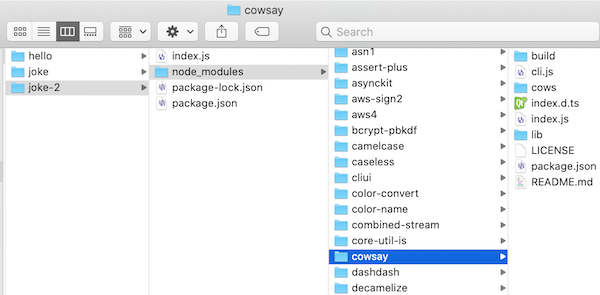 cowsay
Search
hello
joke
joke-2
index.js
node_modules
package-lock.json
package.json
asn1
assert-plus
asynckit
aws-sign2
aws4
bcrypt-pbkdf
camelcase
caseless
cliui
color-convert
color-name
combined-stream
core-util-is
cowsay
dashdash
decamelize
build
cli.js
cows
index.d.ts
index.js
lib
LICENSE
package.json
README.md